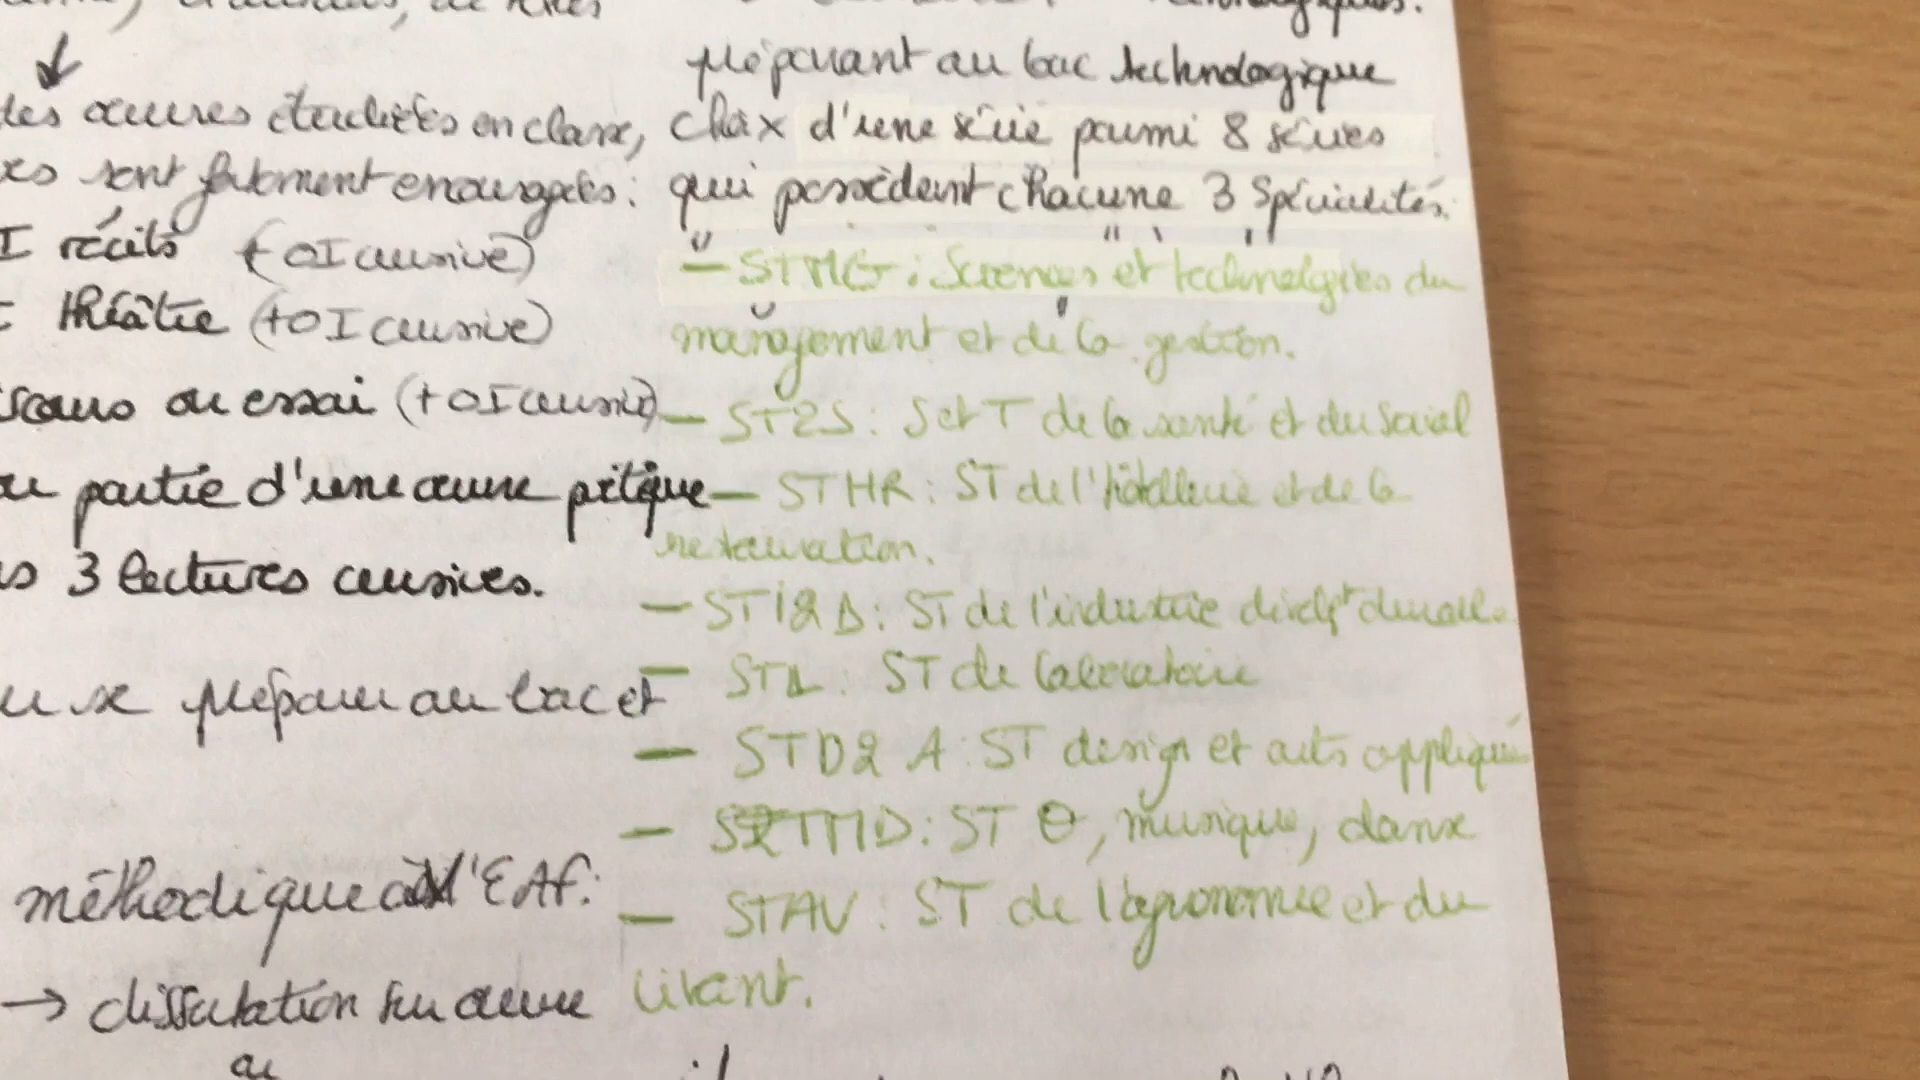 des œuvres étudiées en classe,
sont fortement encouragées :
I récits (+ OI cursive)
théâtre (+ OI cursive)
ou essai (+ OI cursive)
partie d'une œuvre poétique
3 lectures cursives.
se prépare au bac et
méthodique à l'EAF :
→ dissertation sur œuvre
préparant au bac technologique
choix d'une série parmi 8 séries
qui possèdent chacune 3 spécialités.
— STMG : Sciences et technologies du
management et de la gestion.
— ST2S : S et T de la santé et du social
— STHR : ST de l'hôtellerie et de la
restauration.
— STI2D : ST de l'industrie
— STL : ST de laboratoire
— STD2A : ST design et arts appliqués
— STMD : ST Θ, musique, danse
— STAV : ST de l'agronomie et du
vivant.